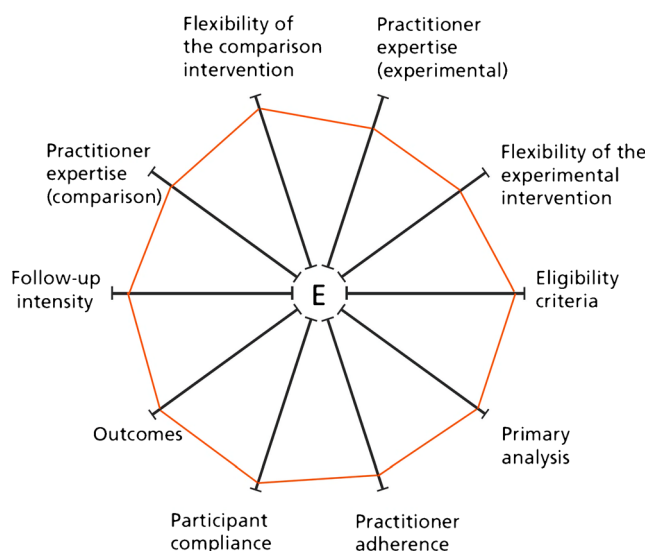 Flexibility of
the comparison
intervention
Practitioner
expertise
(experimental)
Practitioner
expertise
(comparison)
Flexibility of the
experimental
intervention
Follow-up
intensity
E
Eligibility
criteria
Outcomes
Primary
analysis
Participant
compliance
Practitioner
adherence